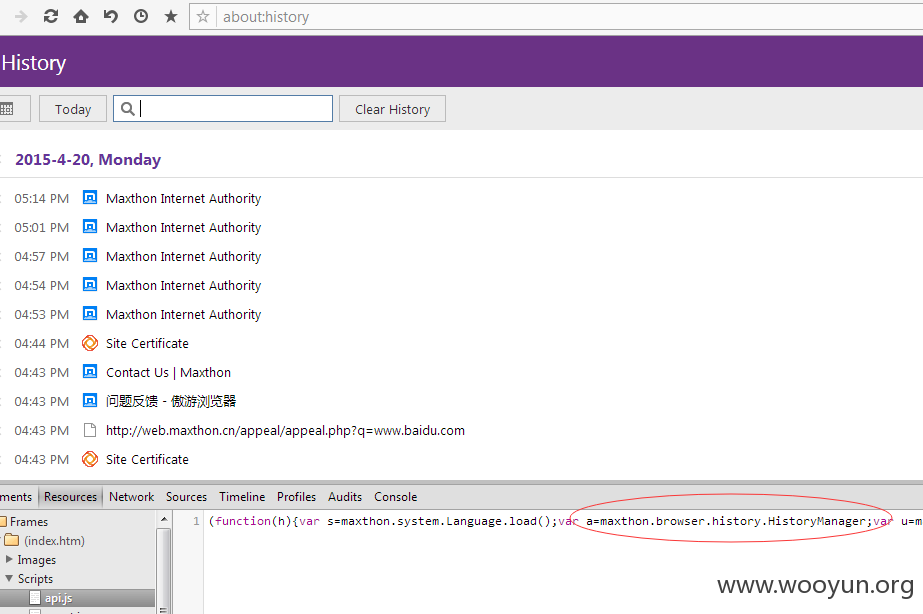 about:history
History
Today
Clear History
2015-4-20, Monday
05:14 PM Maxthon Internet Authority
05:01 PM Maxthon Internet Authority
04:57 PM Maxthon Internet Authority
04:54 PM Maxthon Internet Authority
04:53 PM Maxthon Internet Authority
04:44 PM Site Certificate
04:43 PM Contact Us | Maxthon
04:43 PM 问题反馈 - 傲游浏览器
04:43 PM http://web.maxthon.cn/appeal/appeal.php?q=www.baidu.com
04:43 PM Site Certificate
ments Resources Network Sources Timeline Profiles Audits Console
Frames
(index.htm)
Images
Scripts
api.js
1 (function(h){var s=maxthon.system.Language.load();var a=maxthon.browser.history.HistoryManager;var u=m
www.wooyun.org